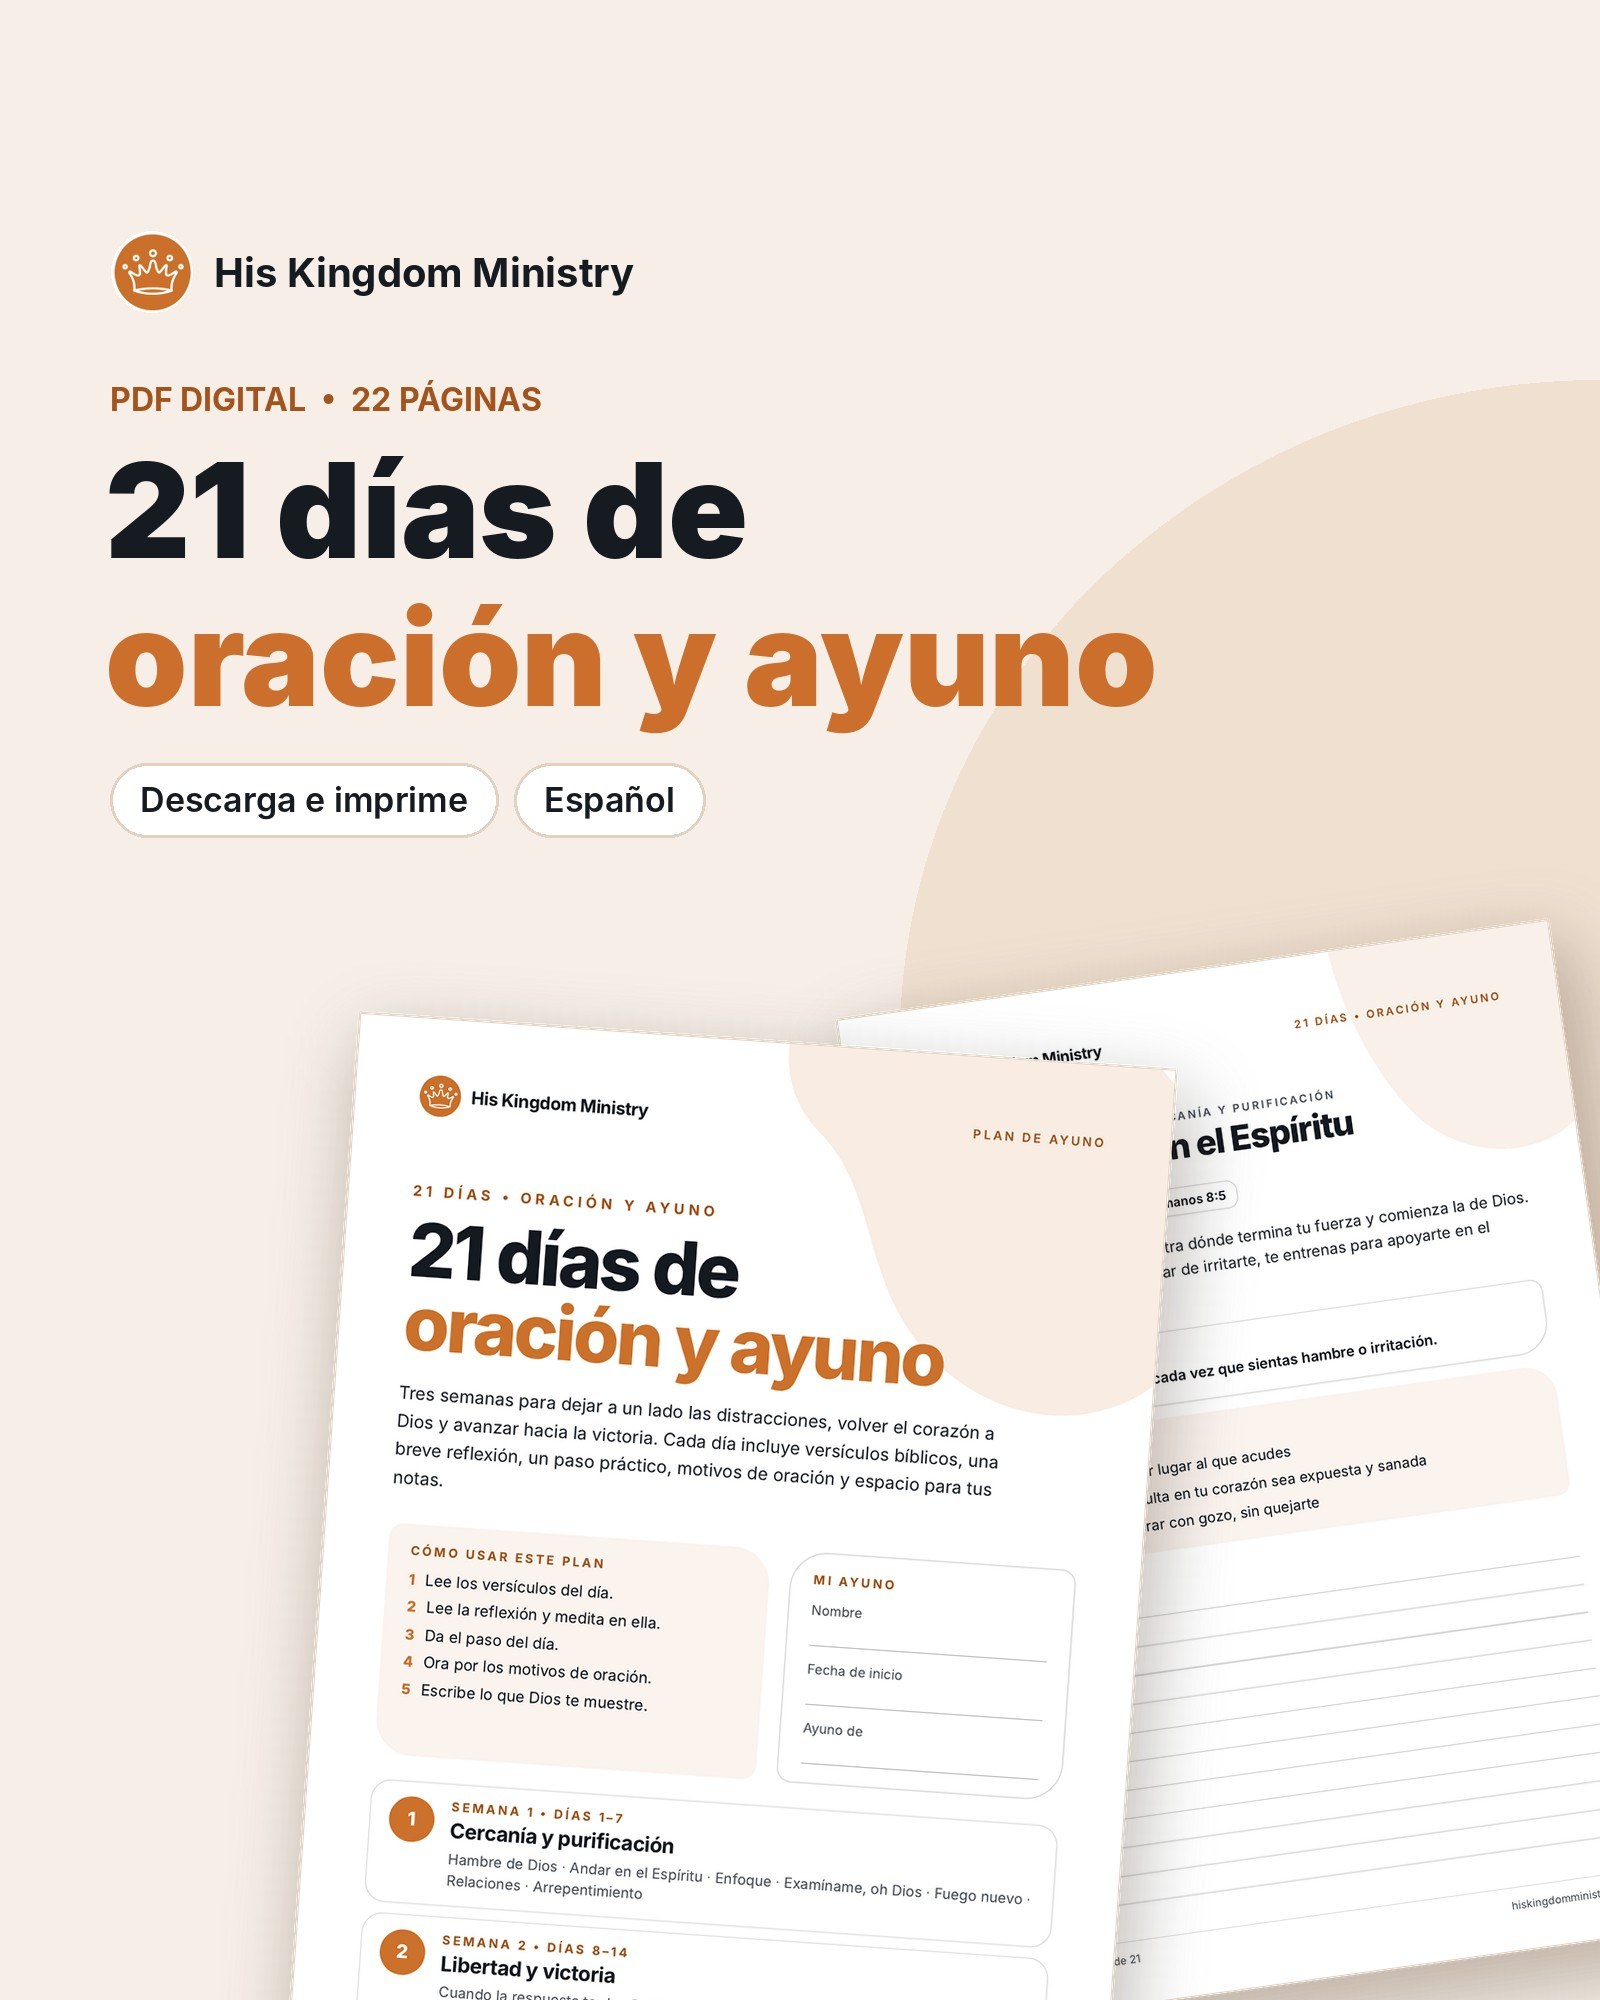 His Kingdom Ministry
PDF DIGITAL • 22 PÁGINAS
21 días de
oración y ayuno
Descarga e imprime
Español
His Kingdom Ministry
PLAN DE AYUNO
21 DÍAS • ORACIÓN Y AYUNO
21 días de
oración y ayuno
Tres semanas para dejar a un lado las distracciones, volver el corazón a
Dios y avanzar hacia la victoria. Cada día incluye versículos bíblicos, una
breve reflexión, un paso práctico, motivos de oración y espacio para tus
notas.
CÓMO USAR ESTE PLAN
1 Lee los versículos del día.
2 Lee la reflexión y medita en ella.
3 Da el paso del día.
4 Ora por los motivos de oración.
5 Escribe lo que Dios te muestre.
MI AYUNO
Nombre
Fecha de inicio
Ayuno de
1
SEMANA 1 • DÍAS 1–7
Cercanía y purificación
Hambre de Dios · Andar en el Espíritu · Enfoque · Examíname, oh Dios · Fuego nuevo ·
Relaciones · Arrepentimiento
2
SEMANA 2 • DÍAS 8–14
Libertad y victoria
Cuando la respuesta
21 DÍAS • ORACIÓN Y AYUNO
Ministry
Y PURIFICACIÓN
el Espíritu
8:5
dónde termina tu fuerza y comienza la de Dios.
de irritarte, te entrenas para apoyarte en el
cada vez que sientas hambre o irritación.
lugar al que acudes
en tu corazón sea expuesta y sanada
con gozo, sin quejarte
de 21